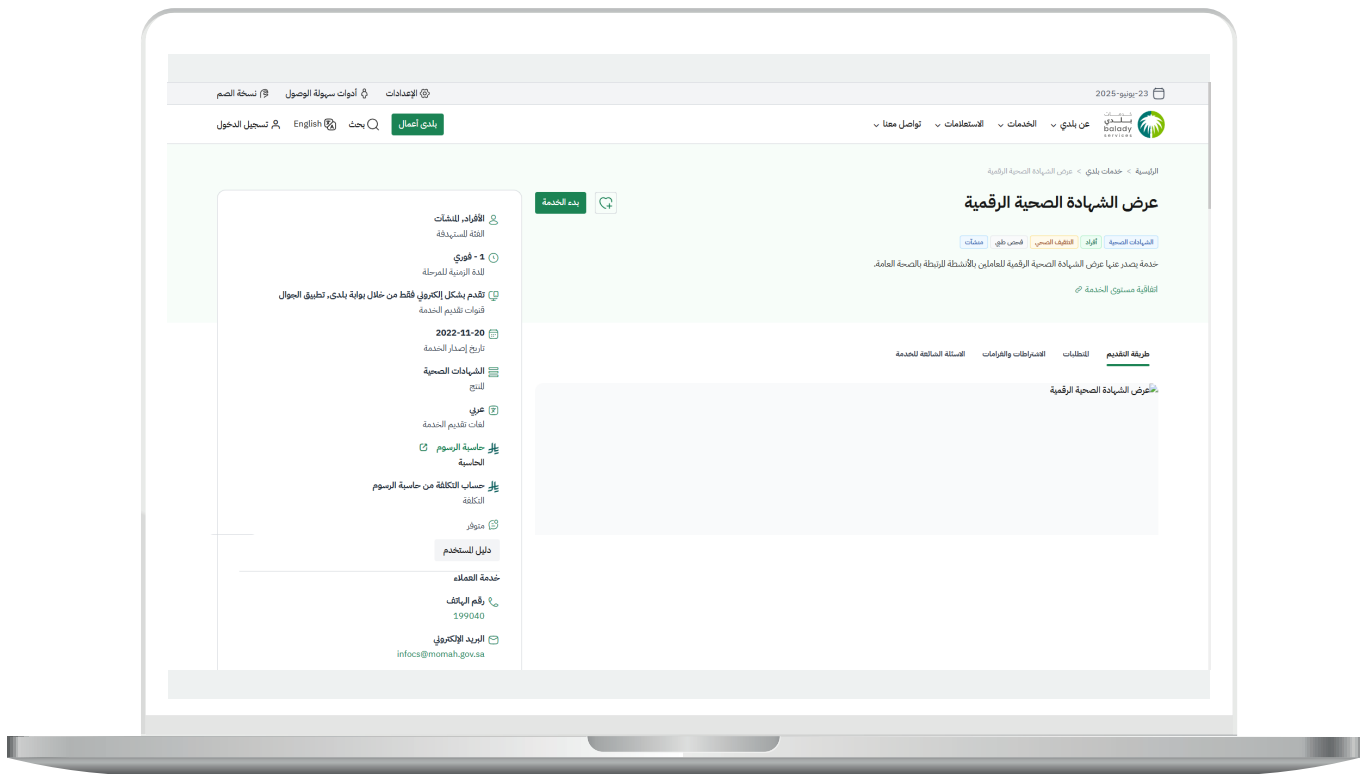 23-يونيو-2025
الإعدادات أدوات سهولة الوصول نسخة الصم
خدمات بلدي balady services
عن بلدي الخدمات الاستعلامات تواصل معنا
بلدي أعمال بحث English تسجيل الدخول
الرئيسية > خدمات بلدي > عرض الشهادة الصحية الرقمية
عرض الشهادة الصحية الرقمية
بدء الخدمة
الشهادات الصحية أفراد التثقيف الصحي فحص طبي منشآت
خدمة يصدر عنها عرض الشهادة الصحية الرقمية للعاملين بالأنشطة المرتبطة بالصحة العامة.
اتفاقية مستوى الخدمة
طريقة التقديم المتطلبات الاشتراطات والغرامات الاسئلة الشائعة للخدمة
عرض الشهادة الصحية الرقمية
الأفراد, المنشآت
الفئة المستهدفة
1 - فوري
المدة الزمنية للمرحلة
تقدم بشكل إلكتروني فقط من خلال بوابة بلدي, تطبيق الجوال
قنوات تقديم الخدمة
2022-11-20
تاريخ إصدار الخدمة
الشهادات الصحية
المنتج
عربي
لغات تقديم الخدمة
حاسبة الرسوم
الحاسبة
حساب التكلفة من حاسبة الرسوم
التكلفة
متوفر
دليل المستخدم
خدمة العملاء
رقم الهاتف
199040
البريد الإلكتروني
infocs@momah.gov.sa